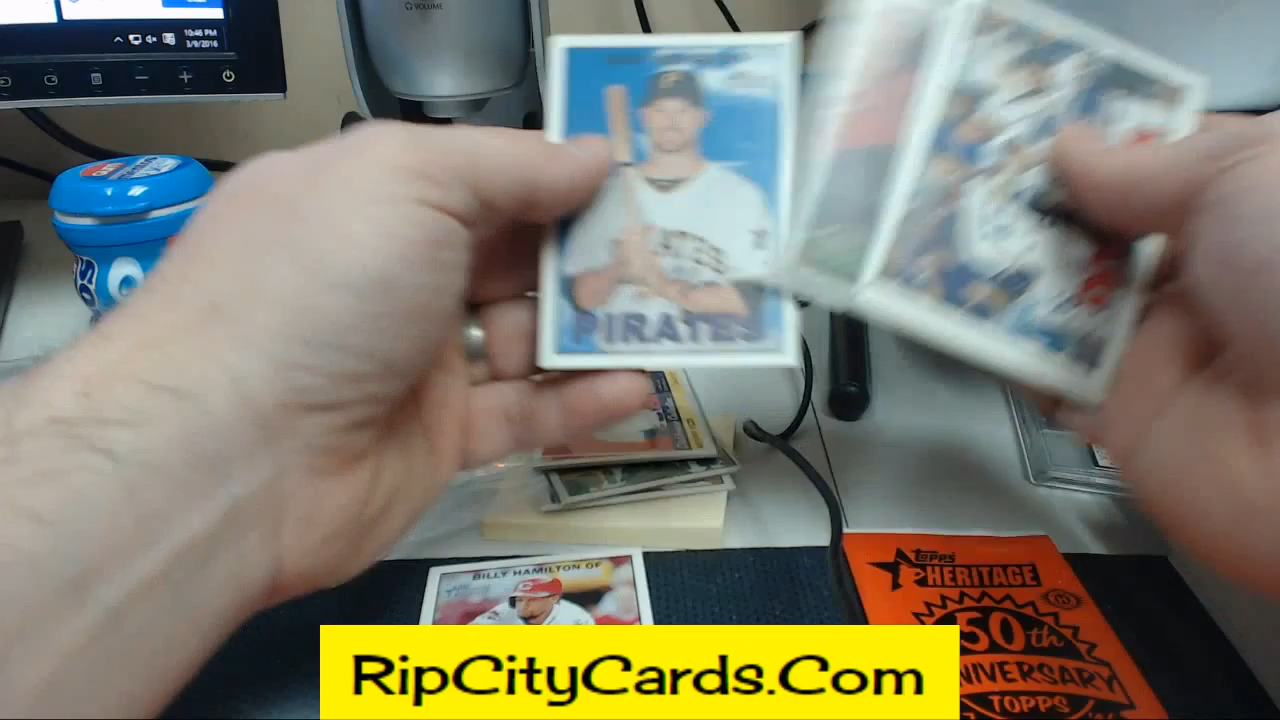 VOLUME
10:46 PM
3/9/2016
PIRATES
BILLY HAMILTON OF
topps
HERITAGE
50th
ANNIVERSARY
TOPPS
RipCityCards.Com